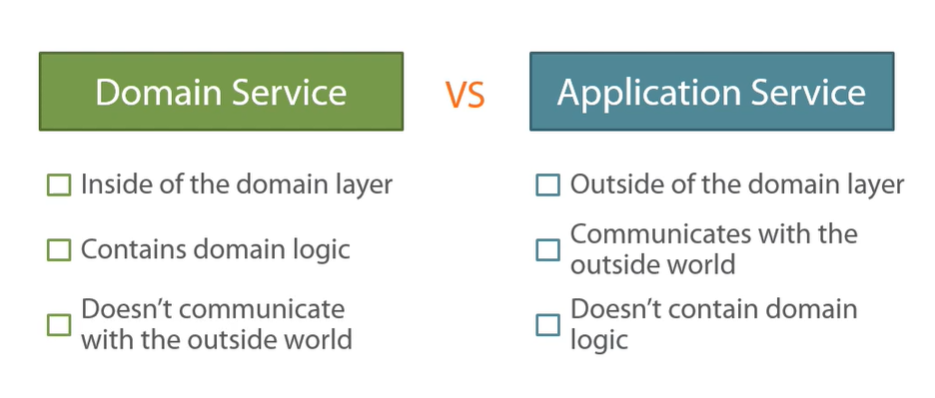 Domain Service
VS
Application Service
Inside of the domain layer
Contains domain logic
Doesn't communicate
with the outside world
Outside of the domain layer
Communicates with the
outside world
Doesn't contain domain
logic